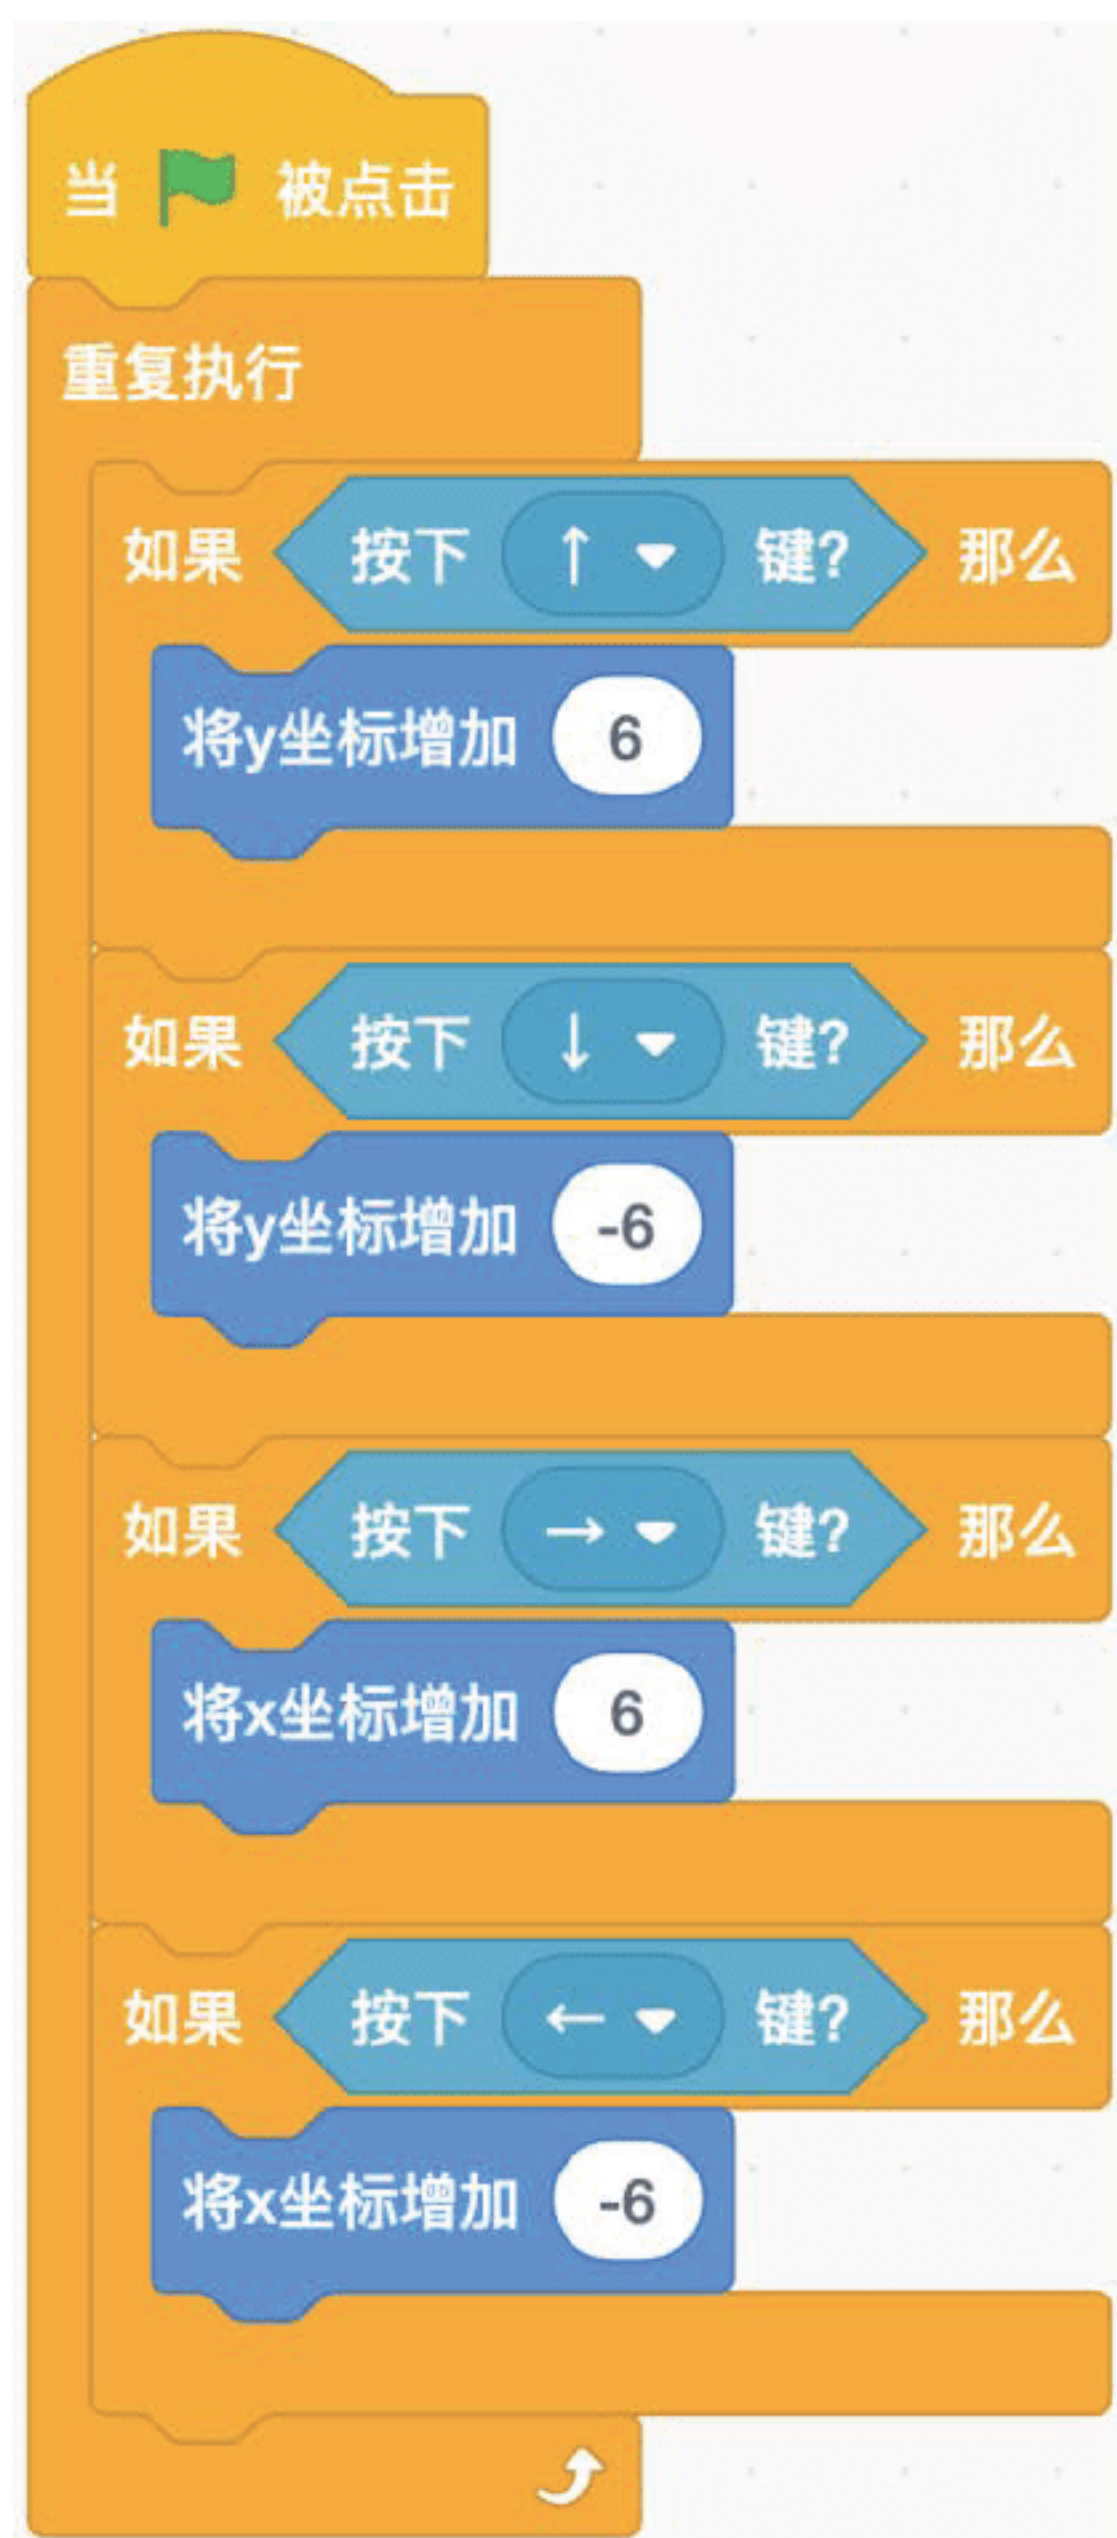 当 被点击
重复执行
如果 按下 ↑ 键? 那么
将y坐标增加 6
如果 按下 ↓ 键? 那么
将y坐标增加 -6
如果 按下 → 键? 那么
将x坐标增加 6
如果 按下 ← 键? 那么
将x坐标增加 -6